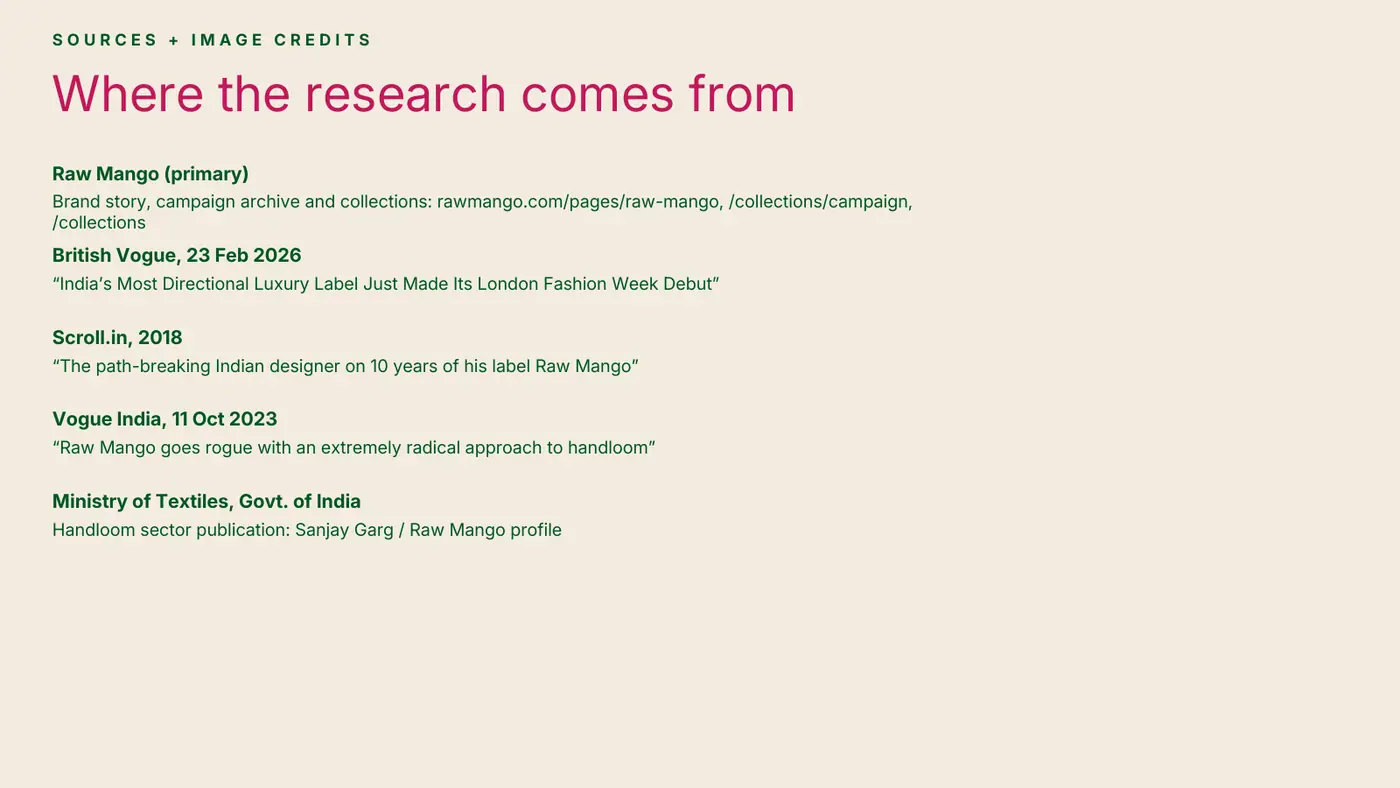 SOURCES + IMAGE CREDITS
Where the research comes from
Raw Mango (primary)
Brand story, campaign archive and collections: rawmango.com/pages/raw-mango, /collections/campaign,
/collections
British Vogue, 23 Feb 2026
“India’s Most Directional Luxury Label Just Made Its London Fashion Week Debut”
Scroll.in, 2018
“The path-breaking Indian designer on 10 years of his label Raw Mango”
Vogue India, 11 Oct 2023
“Raw Mango goes rogue with an extremely radical approach to handloom”
Ministry of Textiles, Govt. of India
Handloom sector publication: Sanjay Garg / Raw Mango profile